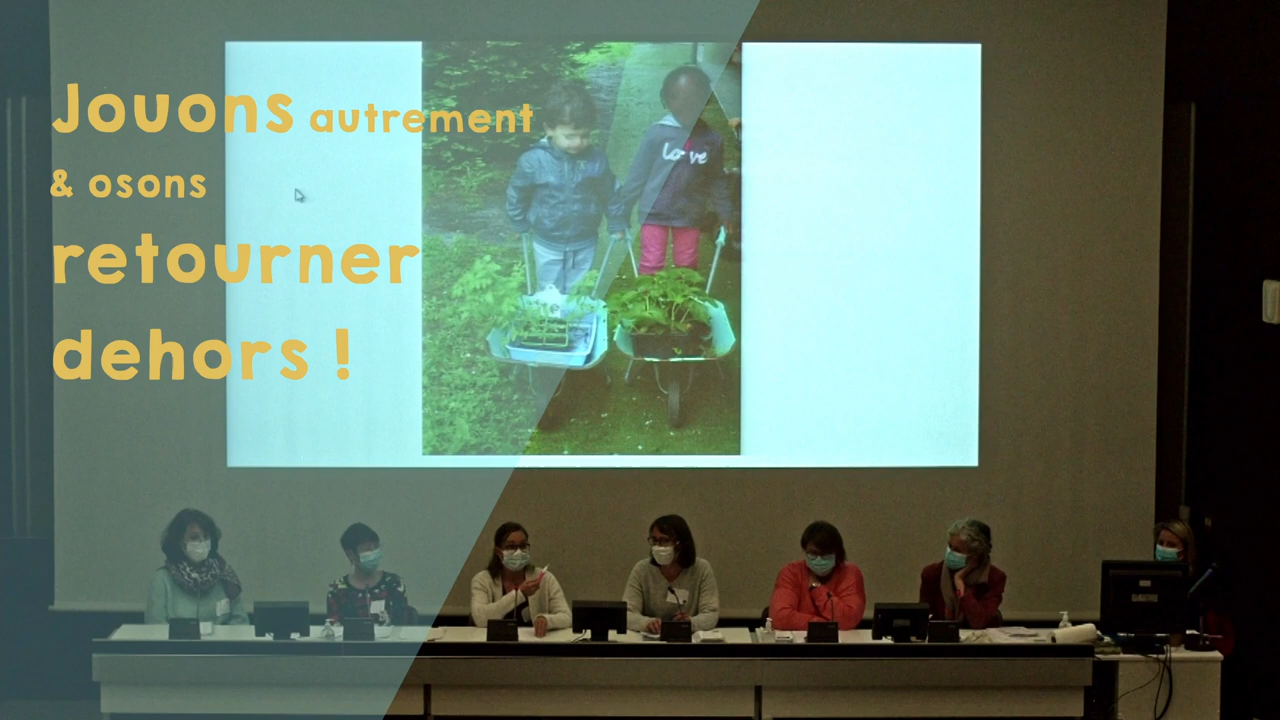 Jouons autrement
& osons
retourner
dehors !
Love